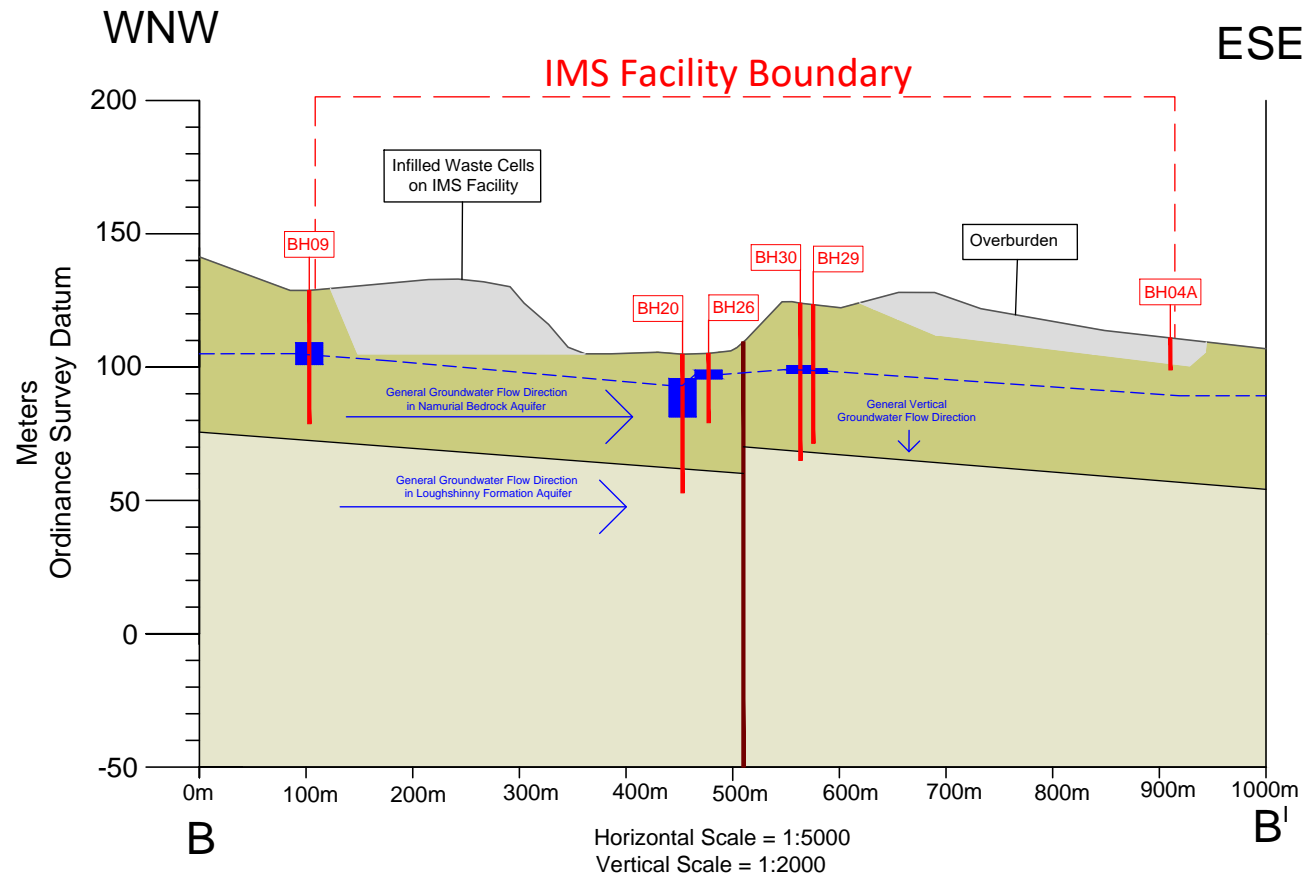 WNW
ESE
IMS Facility Boundary
200
150
100
50
0
-50
Meters
Ordinance Survey Datum
Infilled Waste Cells
on IMS Facility
Overburden
BH09
BH20
BH26
BH30
BH29
BH04A
General Groundwater Flow Direction
in Namurial Bedrock Aquifer
General Vertical
Groundwater Flow Direction
General Groundwater Flow Direction
in Loughshinny Formation Aquifer
0m 100m 200m 300m 400m 500m 600m 700m 800m 900m 1000m
B
B'
Horizontal Scale = 1:5000
Vertical Scale = 1:2000